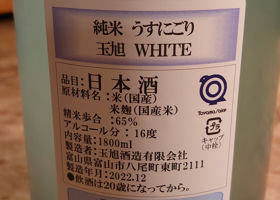 純米 うすにごり
玉旭 WHITE
品目:日本酒
原材料名:米(国産)
米麹(国産米)
精米歩合:65%
アルコール分:16度
内容量:1800ml
製造者:玉旭酒造有限会社
富山県富山市八尾町東町2111
製造年月:2022.12
●飲酒は20歳になってから。
Toyama/Sake
プラ
キャップ
(中栓)